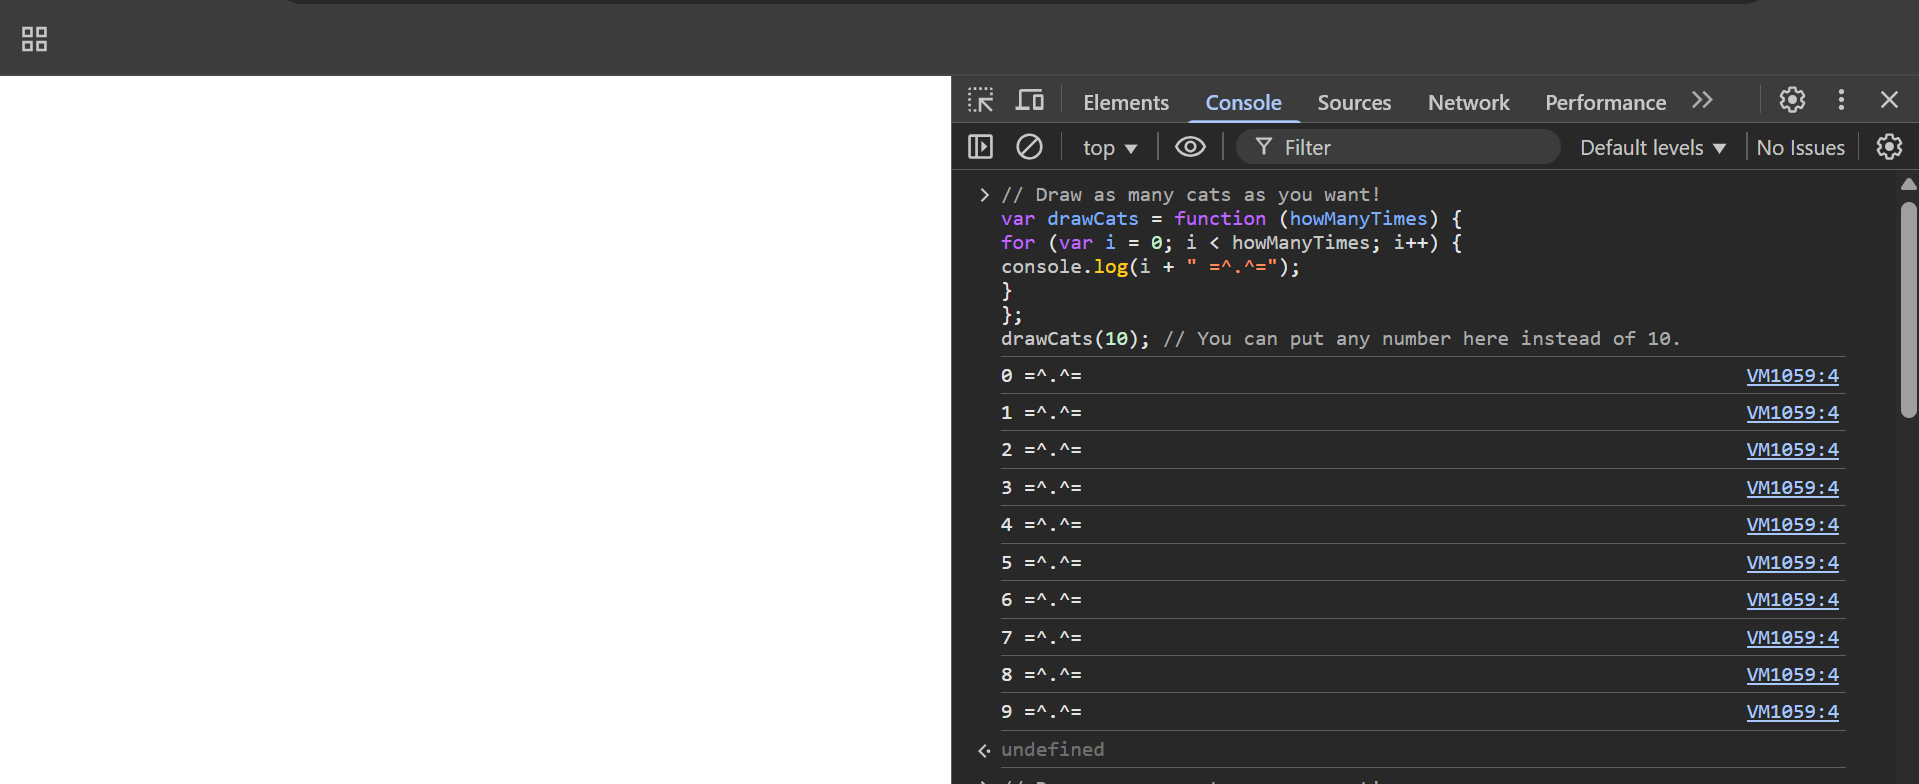 Elements Console Sources Network Performance
top Filter Default levels No Issues
// Draw as many cats as you want!
var drawCats = function (howManyTimes) {
for (var i = 0; i < howManyTimes; i++) {
console.log(i + " =^.^=");
}
};
drawCats(10); // You can put any number here instead of 10.
0 =^.^= VM1059:4
1 =^.^= VM1059:4
2 =^.^= VM1059:4
3 =^.^= VM1059:4
4 =^.^= VM1059:4
5 =^.^= VM1059:4
6 =^.^= VM1059:4
7 =^.^= VM1059:4
8 =^.^= VM1059:4
9 =^.^= VM1059:4
undefined